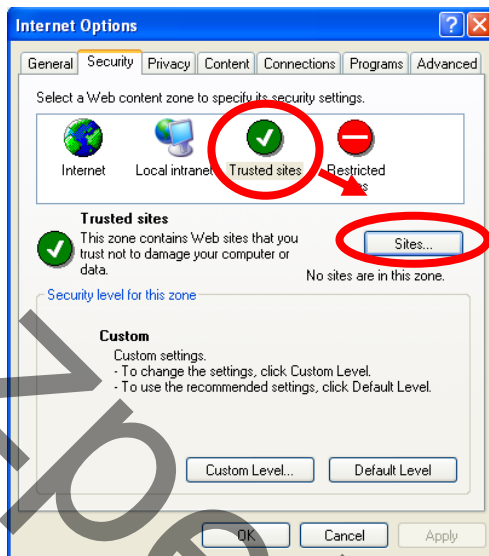 Internet Options
General Security Privacy Content Connections Programs Advanced
Select a Web content zone to specify its security settings.
Internet Local intranet Trusted sites Restricted
Trusted sites
This zone contains Web sites that you
trust not to damage your computer or
data.
Sites...
No sites are in this zone.
Security level for this zone
Custom
Custom settings.
- To change the settings, click Custom Level.
- To use the recommended settings, click Default Level.
Custom Level... Default Level
OK Cancel Apply